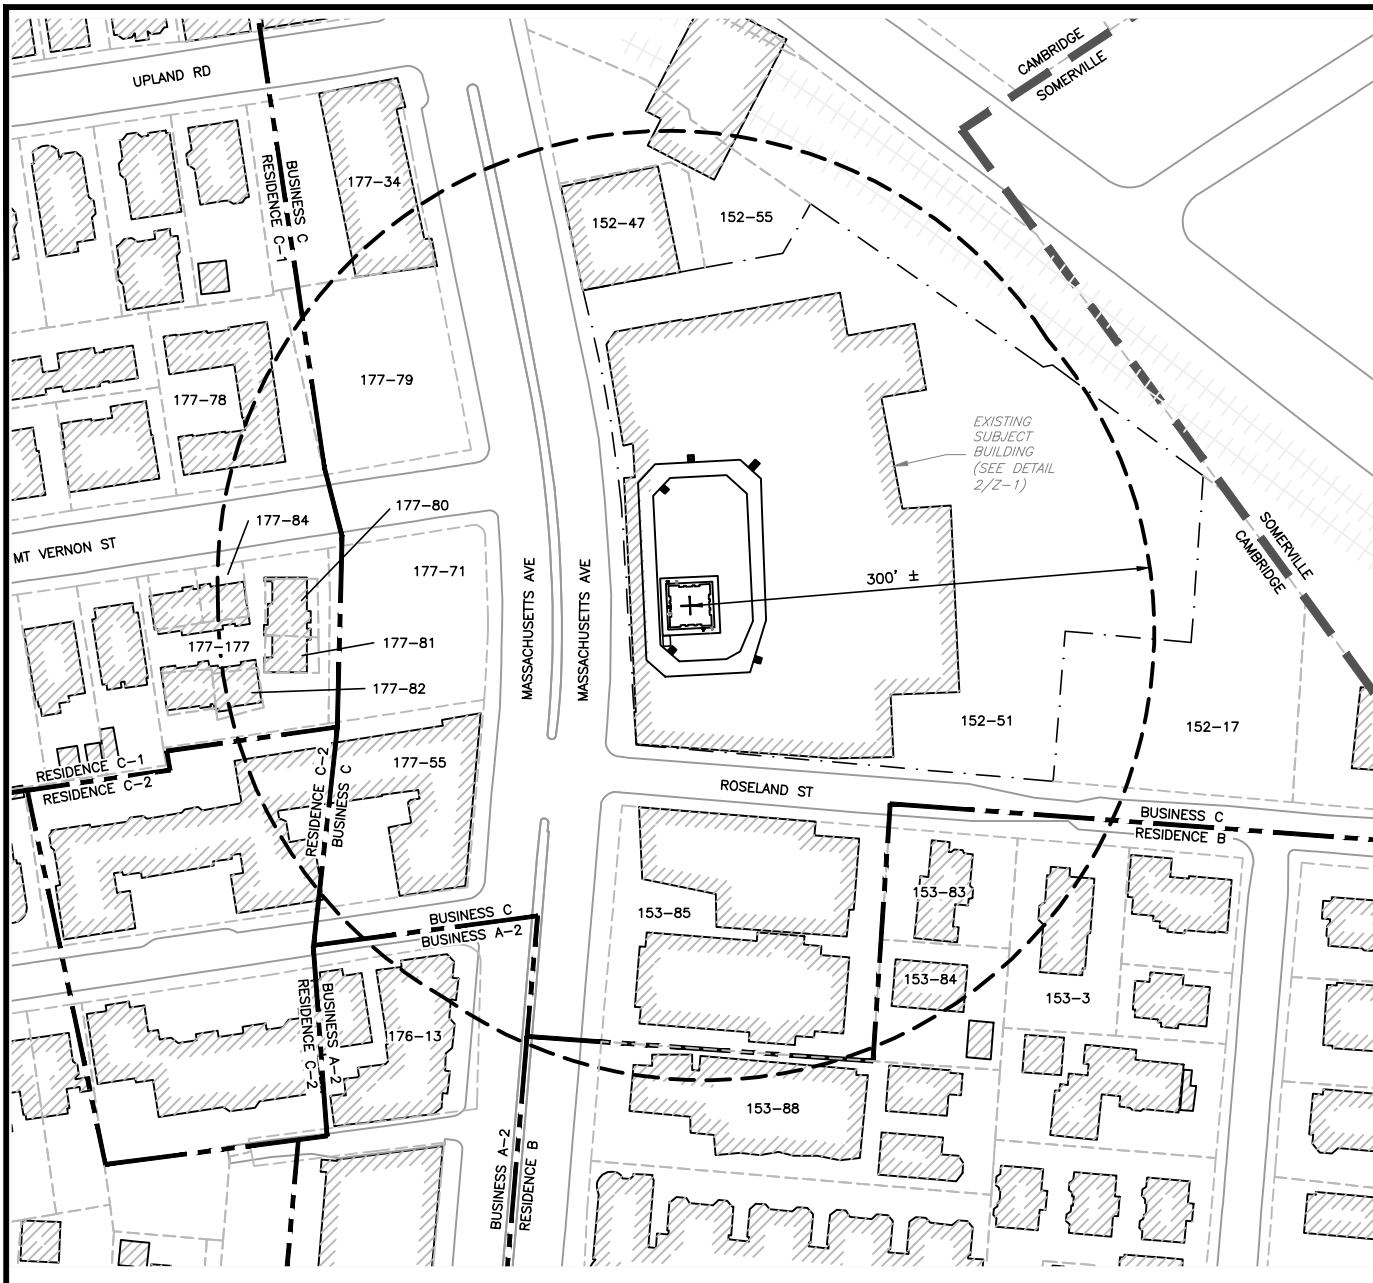 UPLAND RD
CAMBRIDGE
SOMERVILLE
BUSINESS C
RESIDENCE C-1
177-34
152-47
152-55
177-79
177-78
EXISTING
SUBJECT
BUILDING
(SEE DETAIL
2/Z-1)
177-80
177-84
MT VERNON ST
177-71
MASSACHUSETTS AVE
MASSACHUSETTS AVE
300' ±
SOMERVILLE
CAMBRIDGE
177-177
177-81
177-82
152-51
152-17
177-55
RESIDENCE C-1
RESIDENCE C-2
RESIDENCE C-2
BUSINESS C
ROSELAND ST
BUSINESS C
RESIDENCE B
153-83
153-85
BUSINESS C
BUSINESS A-2
153-84
153-3
RESIDENCE C-2
BUSINESS A-2
176-13
153-88
BUSINESS A-2
RESIDENCE B